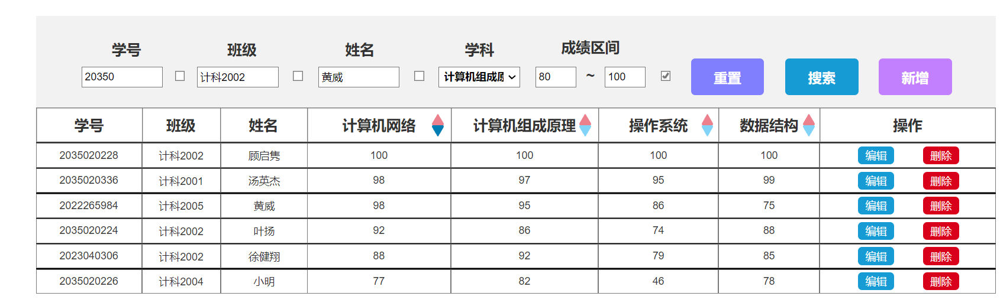 学号 班级 姓名 学科 成绩区间
20350 计科2002 黄威 计算机组成原 80 ~ 100 重置 搜索 新增
学号 班级 姓名 计算机网络 计算机组成原理 操作系统 数据结构 操作
2035020228 计科2002 顾启隽 100 100 100 100 编辑 删除
2035020336 计科2001 汤英杰 98 97 95 99 编辑 删除
2022265984 计科2005 黄威 98 95 86 75 编辑 删除
2035020224 计科2002 叶扬 92 86 74 88 编辑 删除
2023040306 计科2002 徐健翔 88 92 79 85 编辑 删除
2035020226 计科2004 小明 77 82 46 78 编辑 删除